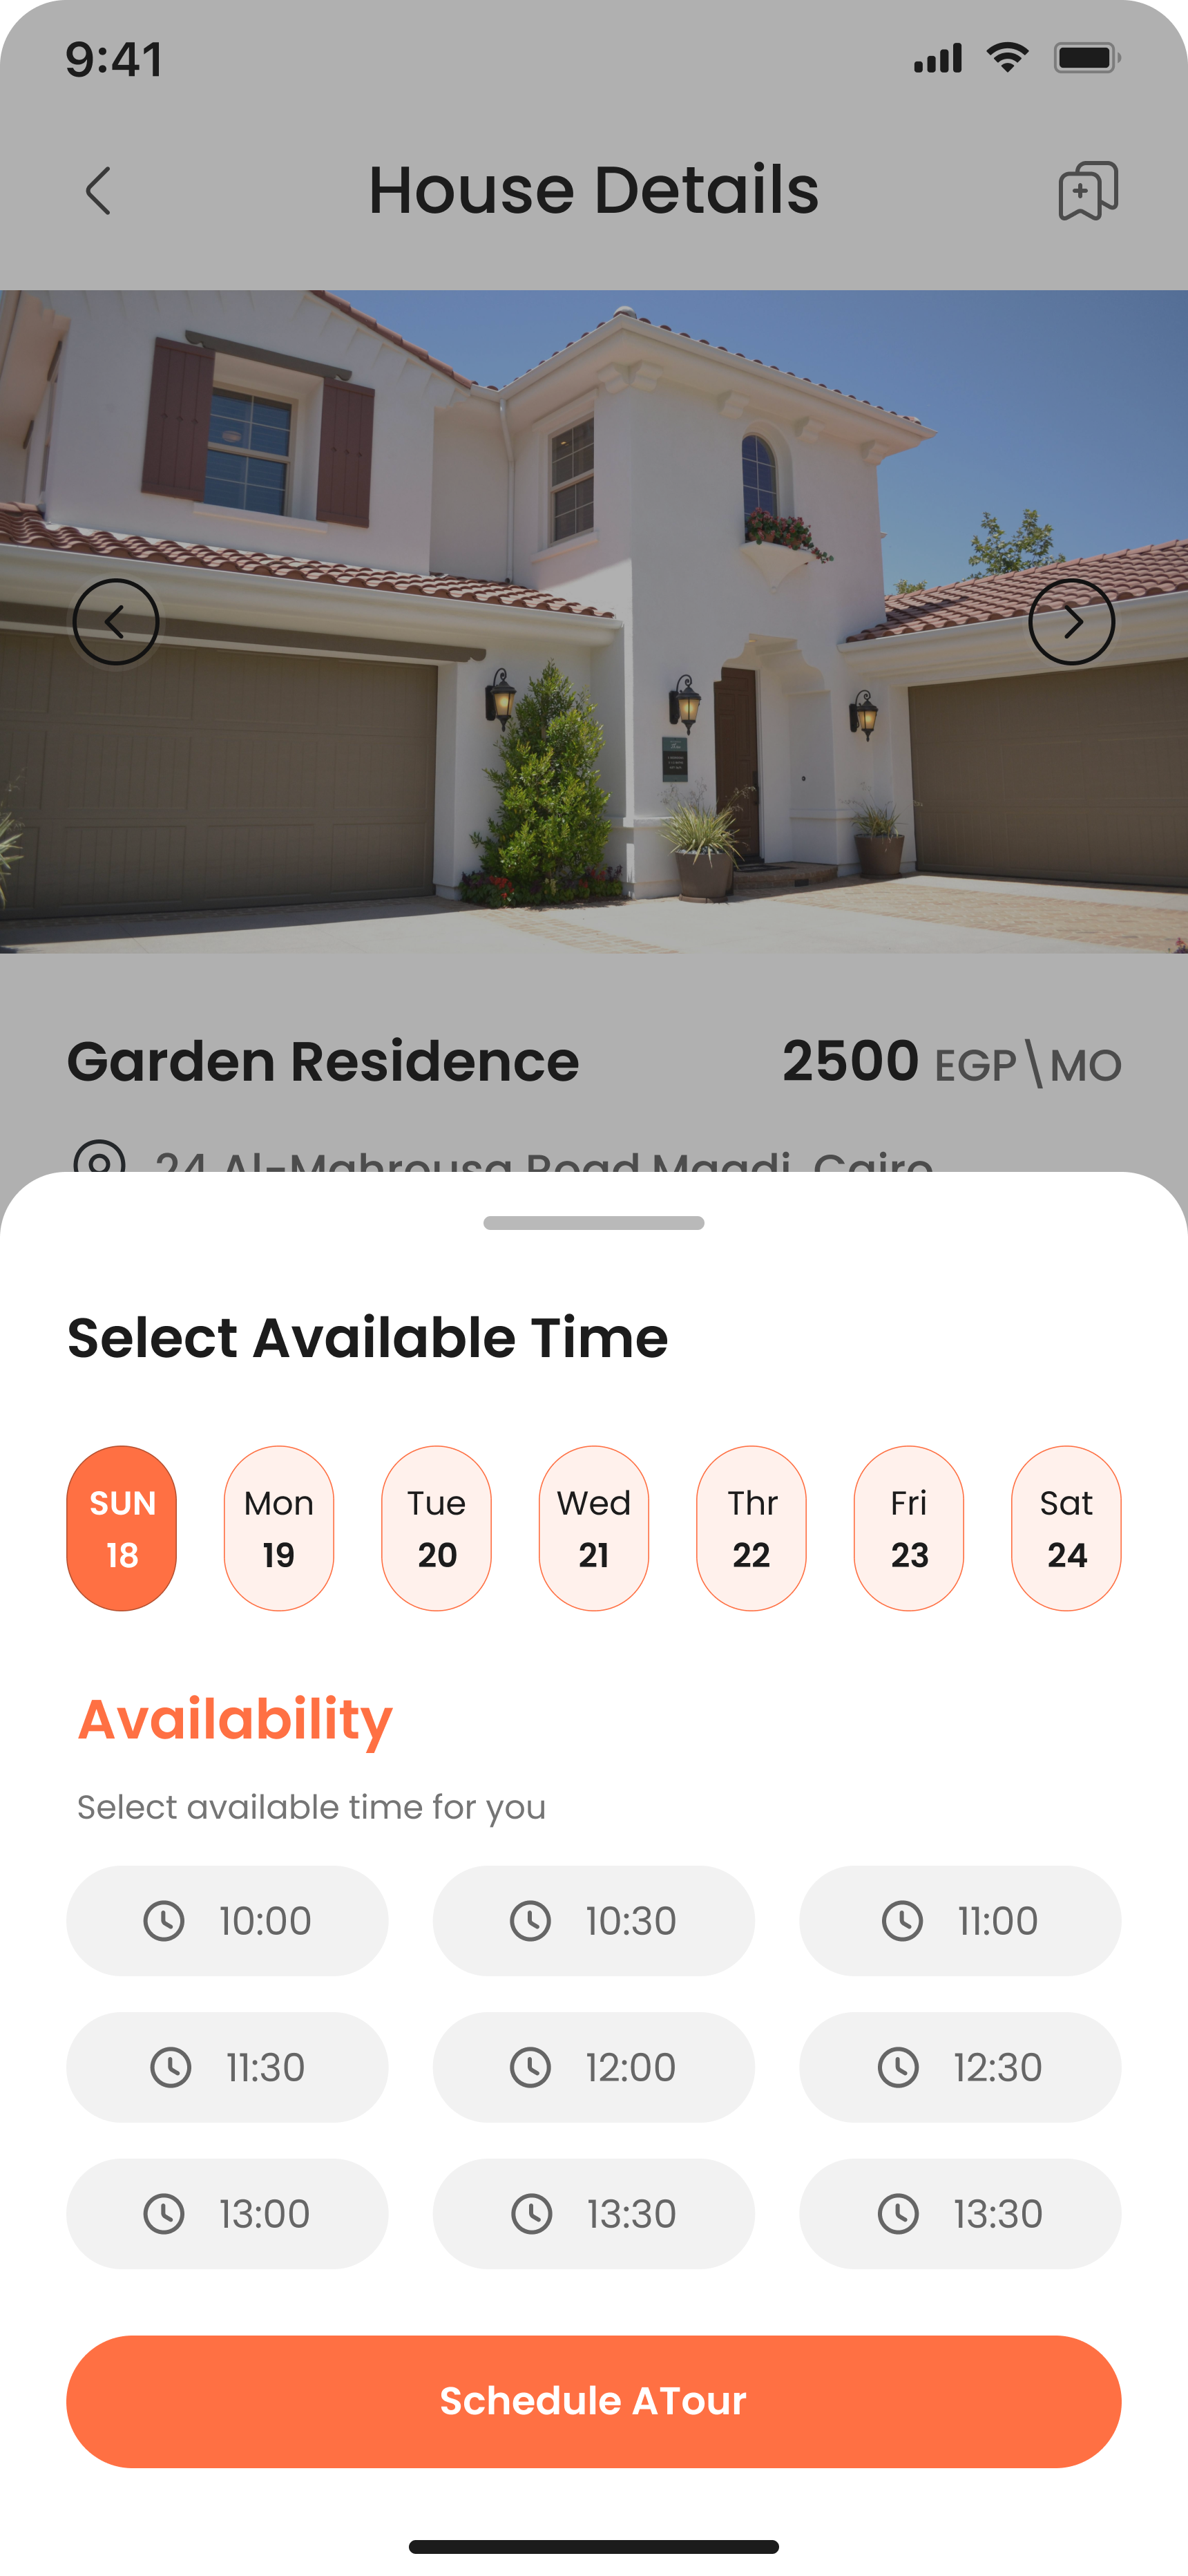 9:41
House Details
Garden Residence 2500 EGP\MO
24 Al-Mahrousa Road Maadi, Cairo
Select Available Time
SUN Mon Tue Wed Thr Fri Sat
18 19 20 21 22 23 24
Availability
Select available time for you
10:00 10:30 11:00
11:30 12:00 12:30
13:00 13:30 13:30
Schedule ATour